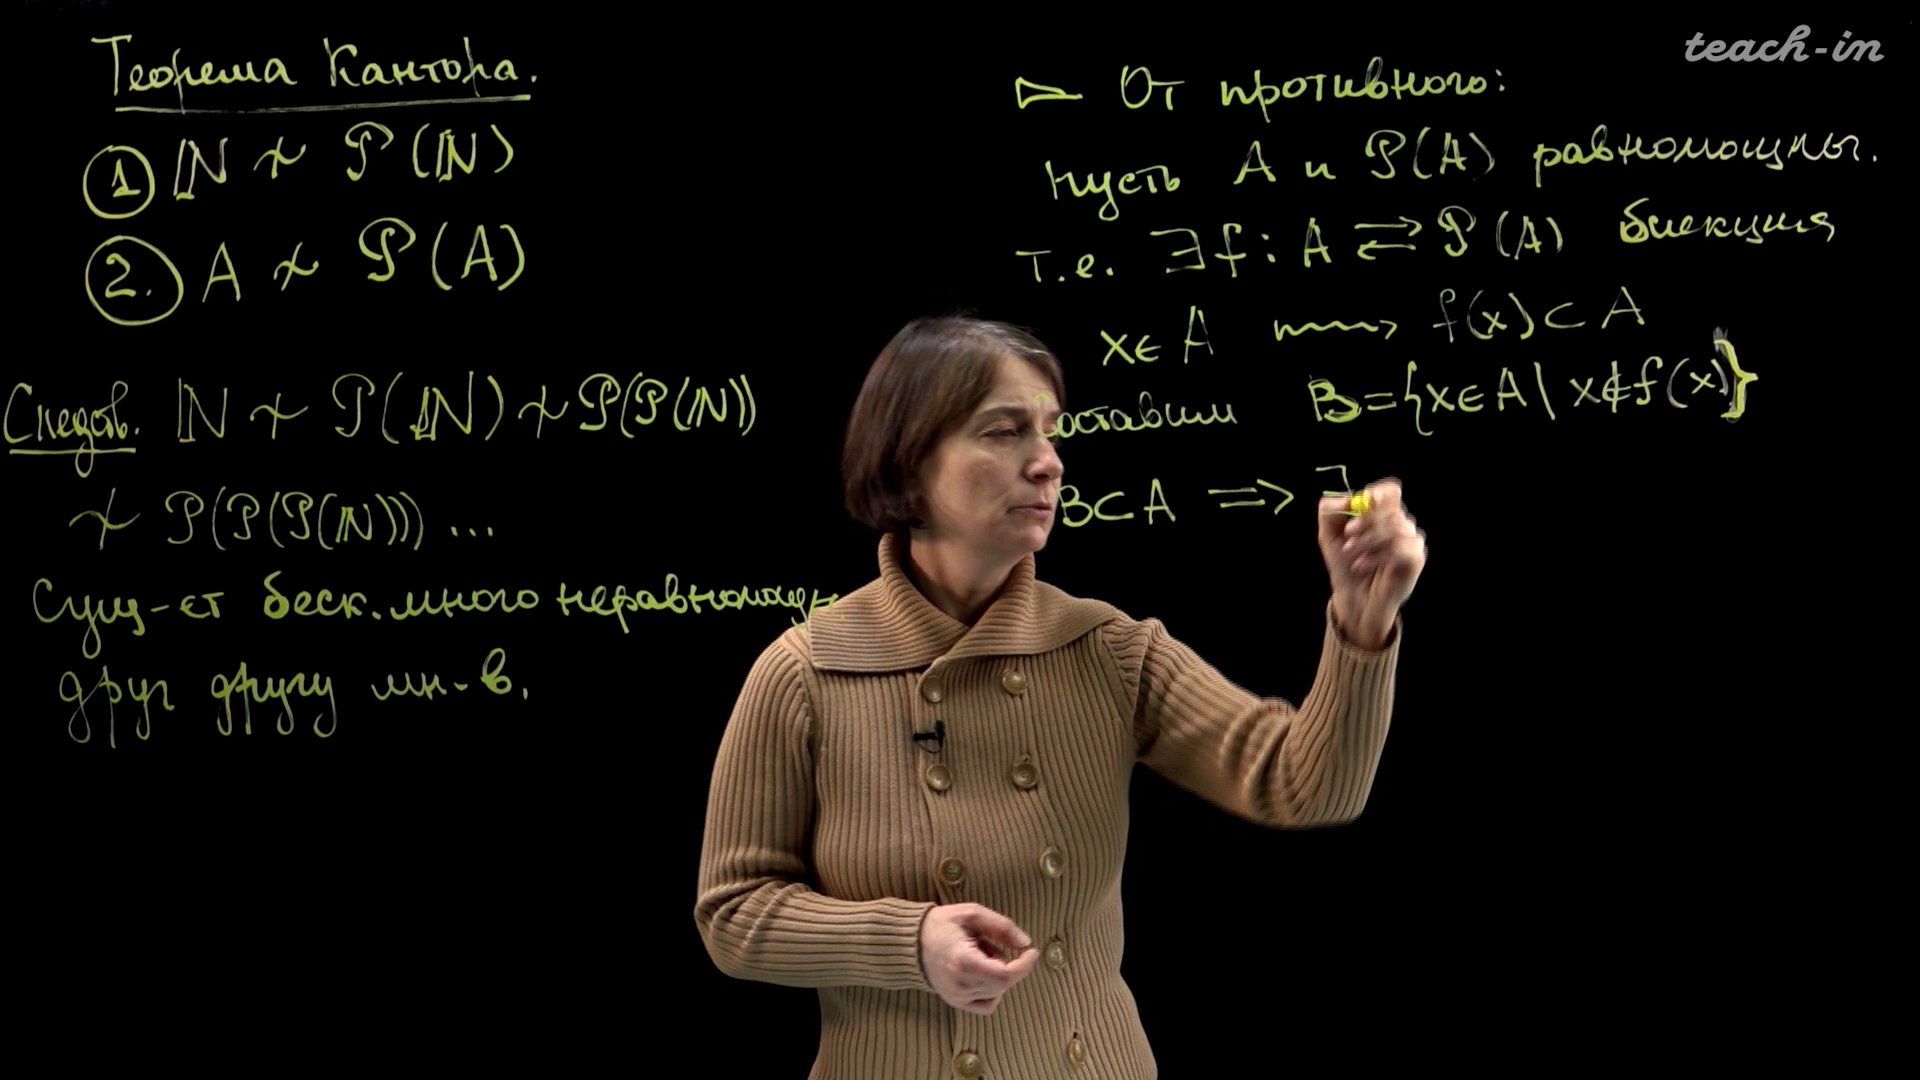 Теорема Кантора.
① ℕ ≁ 𝒫(ℕ)
②. A ≁ 𝒫(A)
Следств. ℕ ≁ 𝒫(ℕ) ≁ 𝒫(𝒫(ℕ))
≁ 𝒫(𝒫(𝒫(ℕ))) ...
Сущ-ет беск. много неравномощн
друг другу мн-в.
teach-in
▻ От противного:
Пусть A и 𝒫(A) равномощны.
т.е. ∃ f : A ⇄ 𝒫(A) биекция
x∈A ⟿ f(x)⊂A
Составим B={x∈A | x∉f(x)}
B⊂A ⇒ ∃